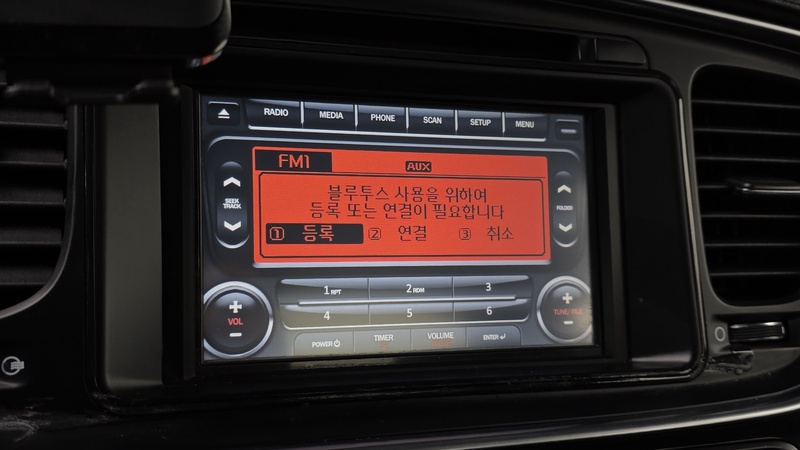 RADIO MEDIA PHONE SCAN SETUP MENU
FM1 AUX
SEEK
TRACK
블루투스 사용을 위하여
등록 또는 연결이 필요합니다
① 등록 ② 연결 ③ 취소
FOLDER
1 RPT 2 RDM 3
4 5 6
VOL
TUNE/FILE
POWER TIMER VOLUME ENTER